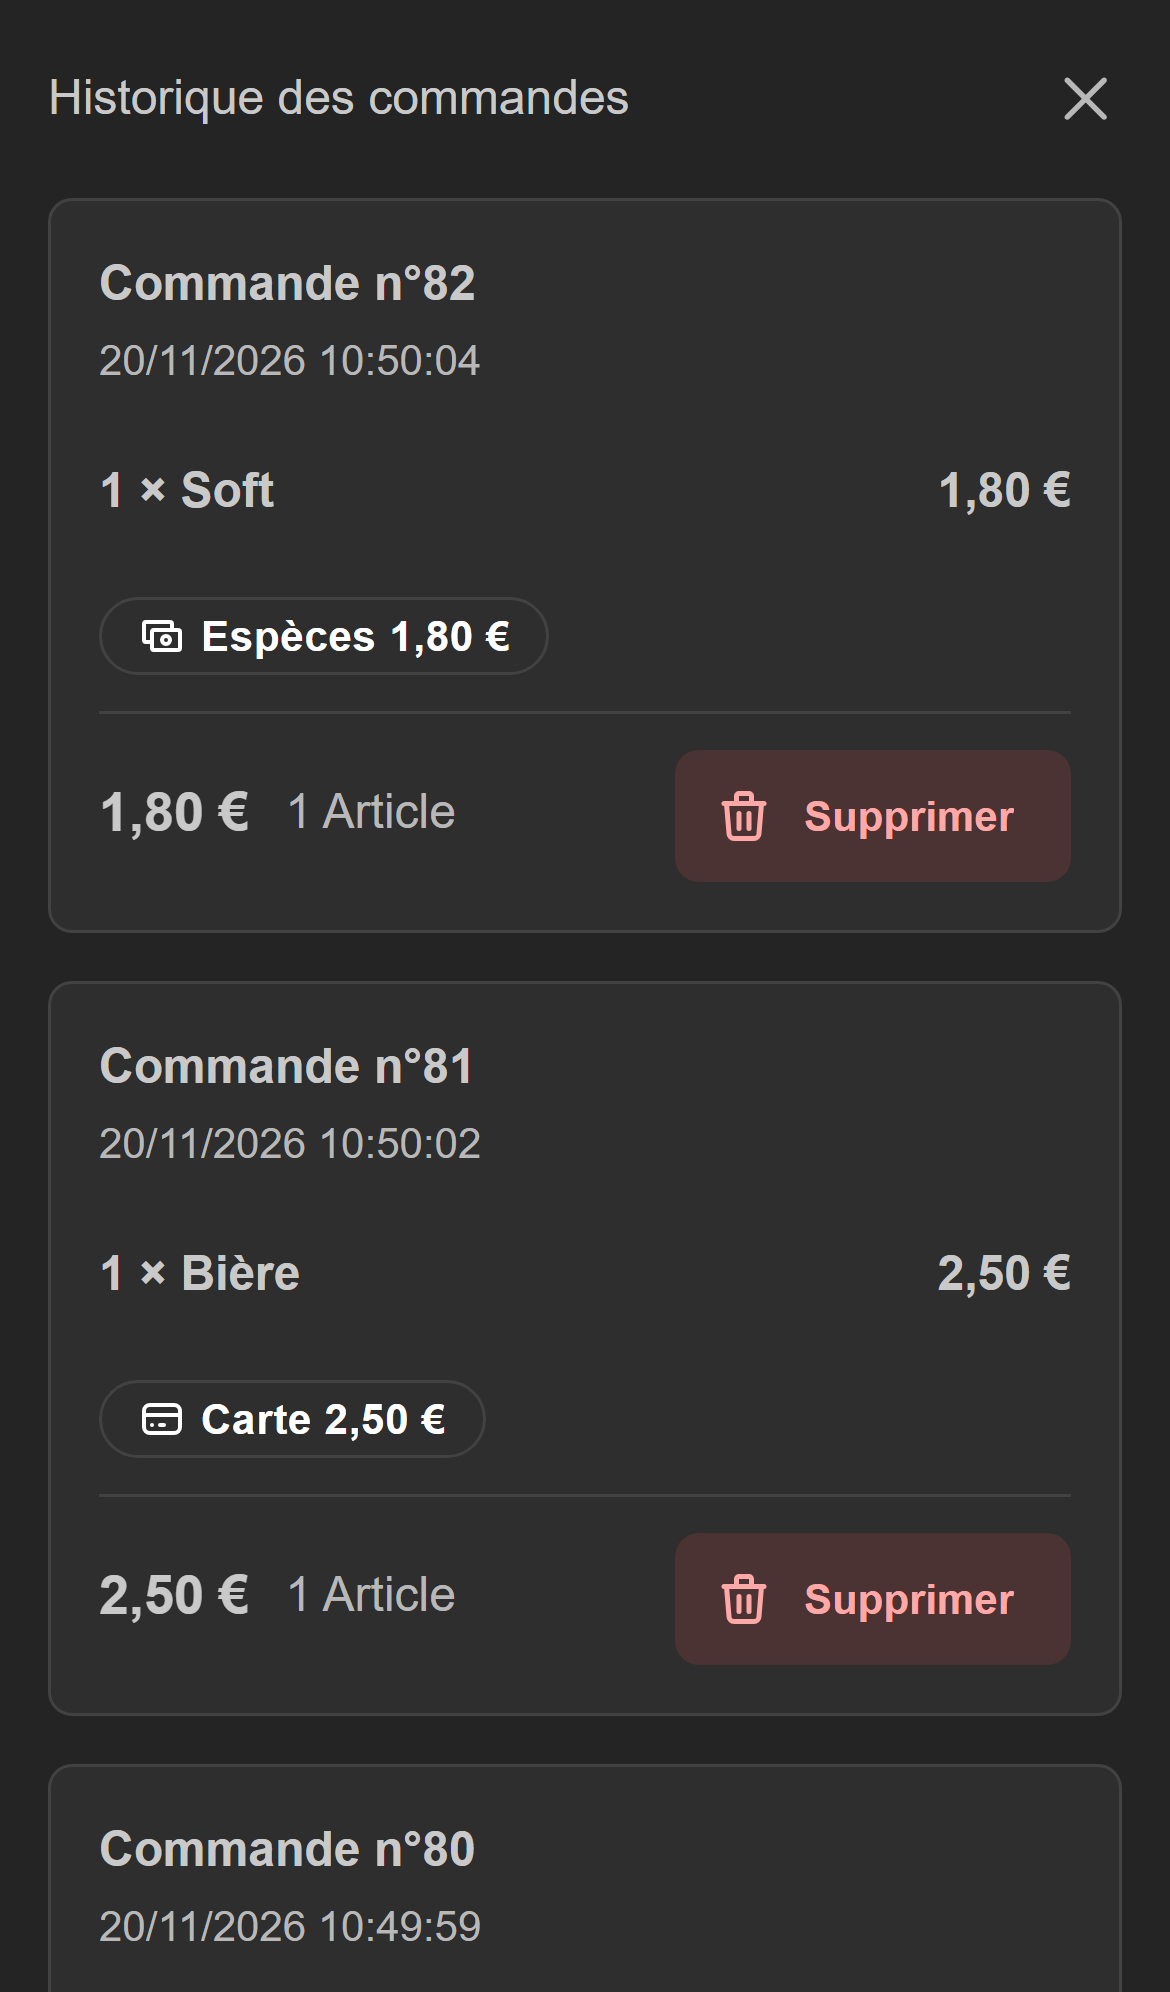 Historique des commandes
Commande n°82
20/11/2026 10:50:04
1 × Soft 1,80 €
Espèces 1,80 €
1,80 € 1 Article Supprimer
Commande n°81
20/11/2026 10:50:02
1 × Bière 2,50 €
Carte 2,50 €
2,50 € 1 Article Supprimer
Commande n°80
20/11/2026 10:49:59